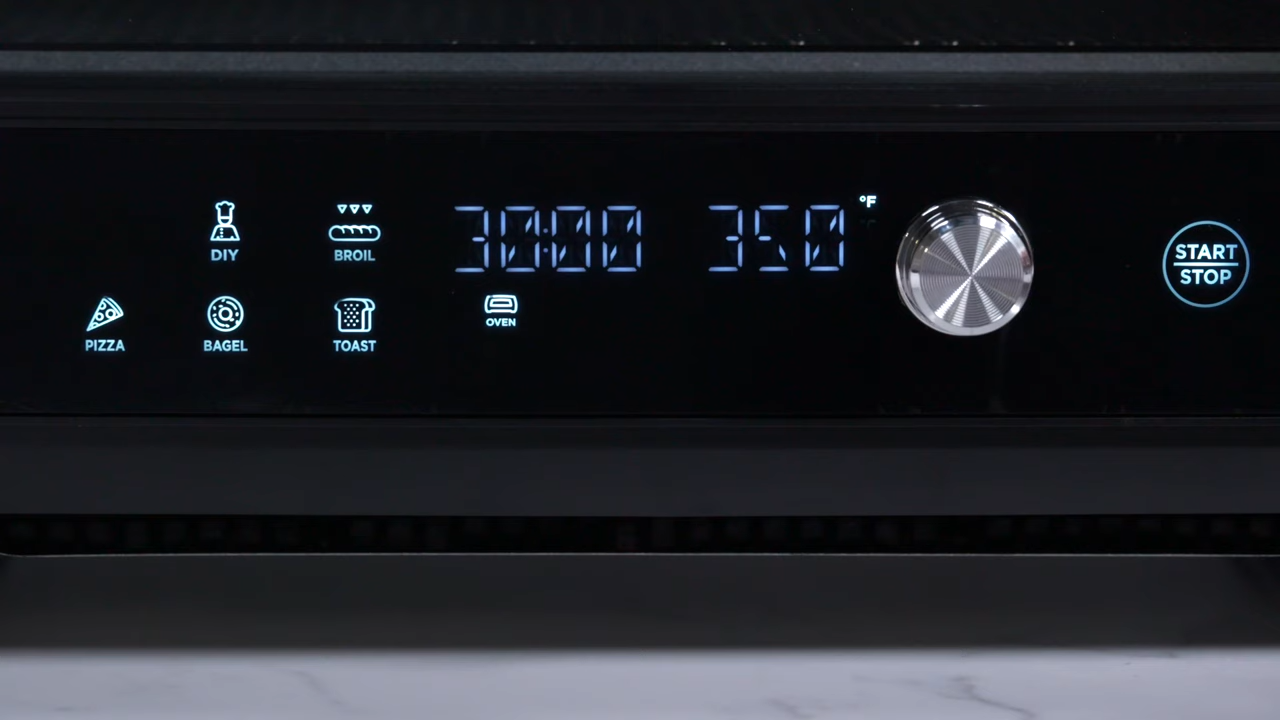 DIY
BROIL
30:00
350
°F
START
STOP
PIZZA
BAGEL
TOAST
OVEN